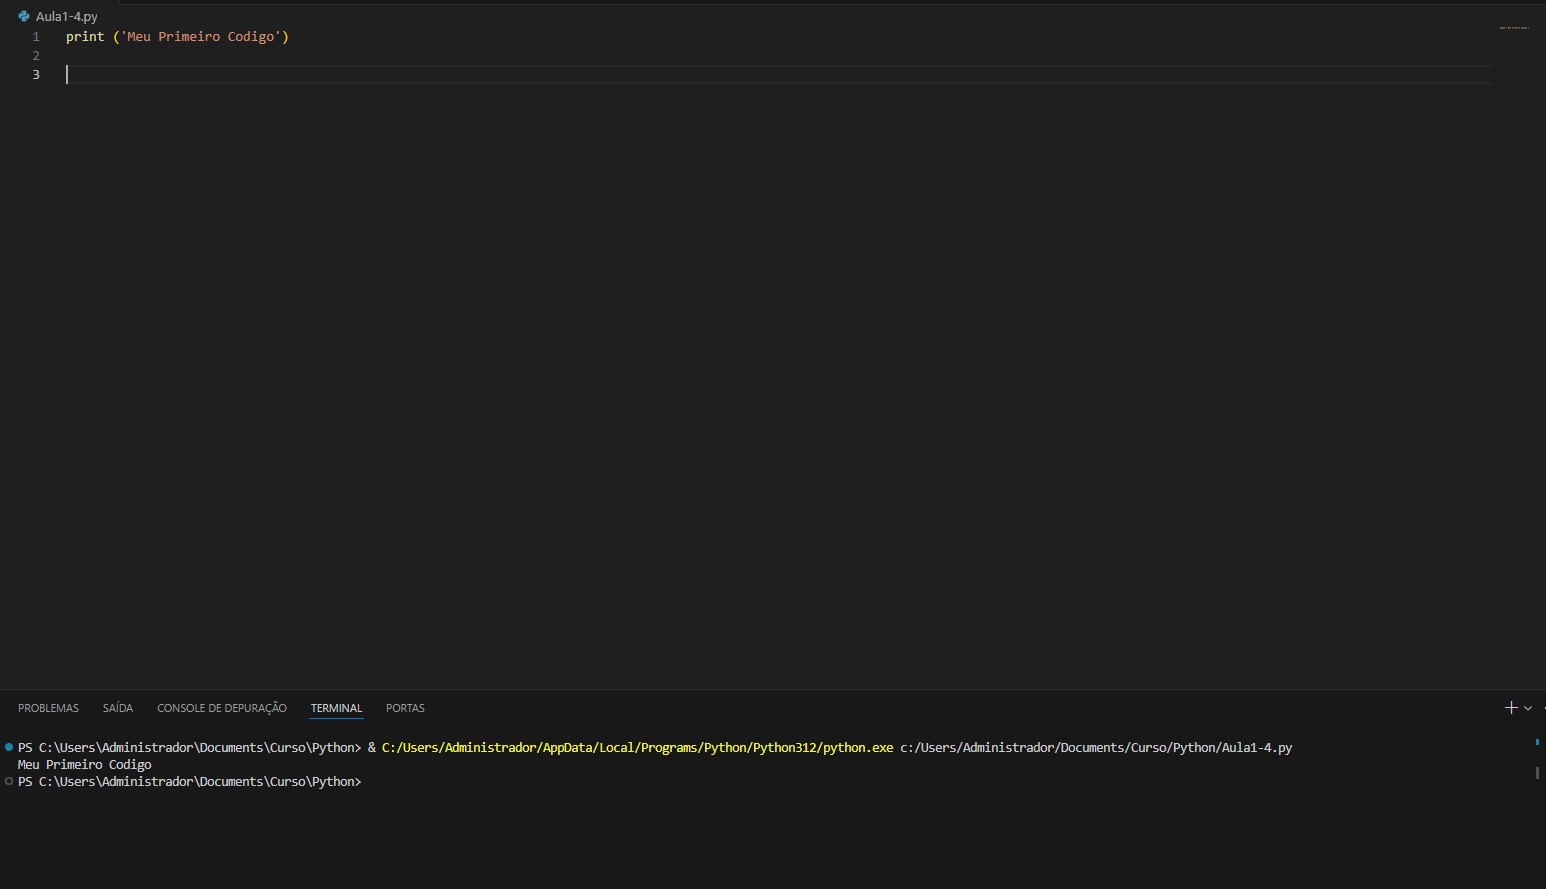 Aula1-4.py
1 print ('Meu Primeiro Codigo')
2
3
PROBLEMAS SAÍDA CONSOLE DE DEPURAÇÃO TERMINAL PORTAS
PS C:\Users\Administrador\Documents\Curso\Python> & C:/Users/Administrador/AppData/Local/Programs/Python/Python312/python.exe c:/Users/Administrador/Documents/Curso/Python/Aula1-4.py
Meu Primeiro Codigo
PS C:\Users\Administrador\Documents\Curso\Python>